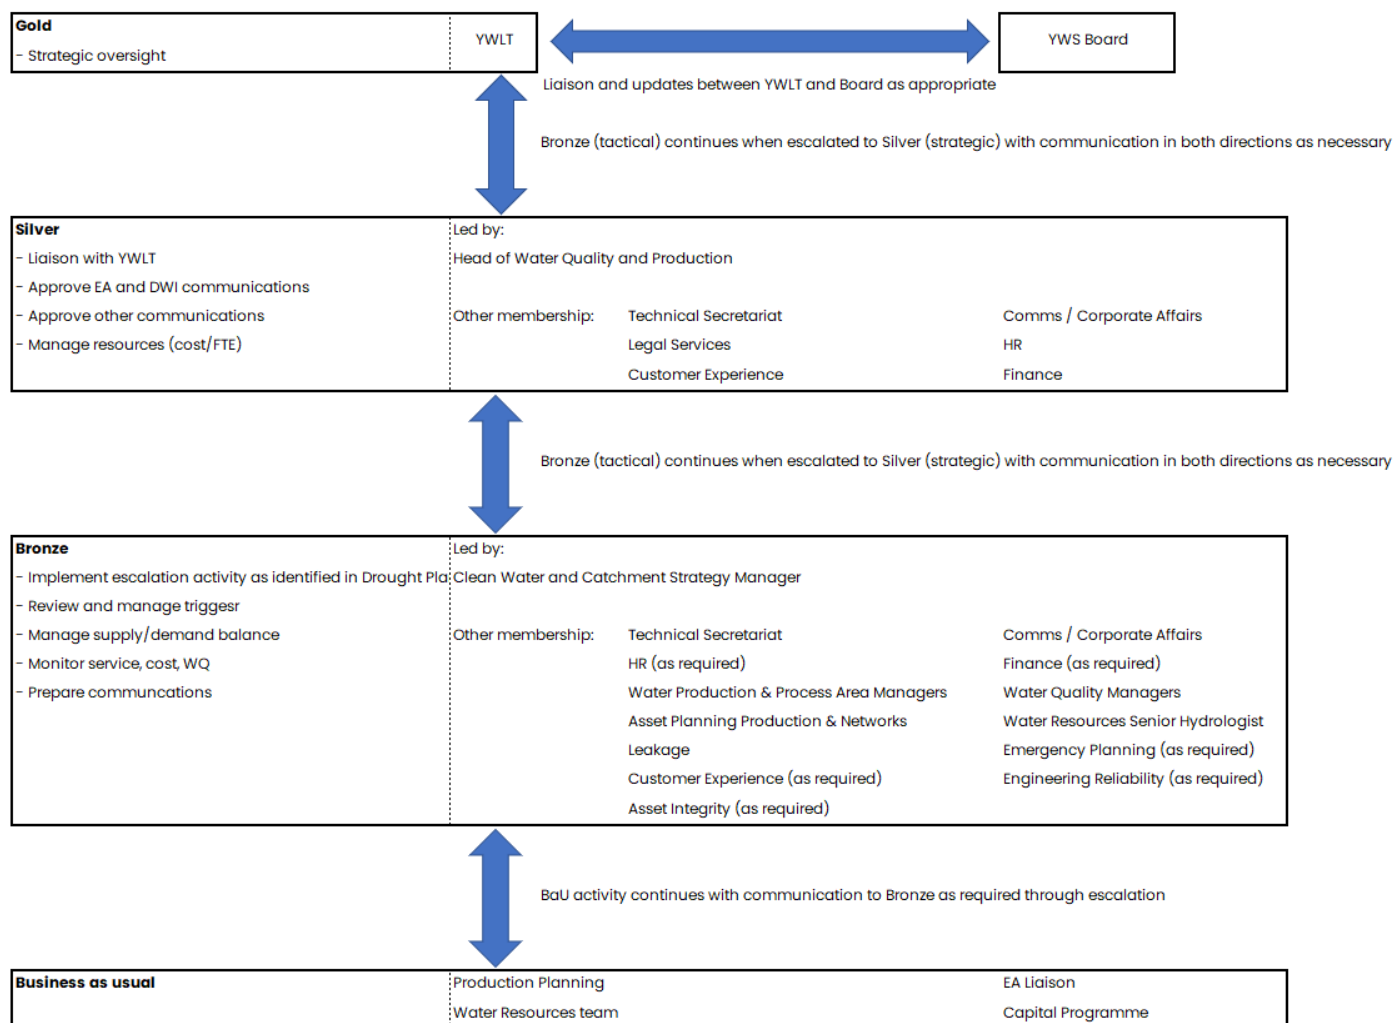 Gold
- Strategic oversight
YWLT
YWS Board
Liaison and updates between YWLT and Board as appropriate
Bronze (tactical) continues when escalated to Silver (strategic) with communication in both directions as necessary
Silver
Led by:
- Liaison with YWLT
Head of Water Quality and Production
- Approve EA and DWI communications
- Approve other communications
Other membership:
Technical Secretariat
Comms / Corporate Affairs
- Manage resources (cost/FTE)
Legal Services
HR
Customer Experience
Finance
Bronze (tactical) continues when escalated to Silver (strategic) with communication in both directions as necessary
Bronze
Led by:
- Implement escalation activity as identified in Drought Pla
Clean Water and Catchment Strategy Manager
- Review and manage triggesr
- Manage supply/demand balance
Other membership:
Technical Secretariat
Comms / Corporate Affairs
- Monitor service, cost, WQ
HR (as required)
Finance (as required)
- Prepare communcations
Water Production & Process Area Managers
Water Quality Managers
Asset Planning Production & Networks
Water Resources Senior Hydrologist
Leakage
Emergency Planning (as required)
Customer Experience (as required)
Engineering Reliability (as required)
Asset Integrity (as required)
BaU activity continues with communication to Bronze as required through escalation
Business as usual
Production Planning
EA Liaison
Water Resources team
Capital Programme